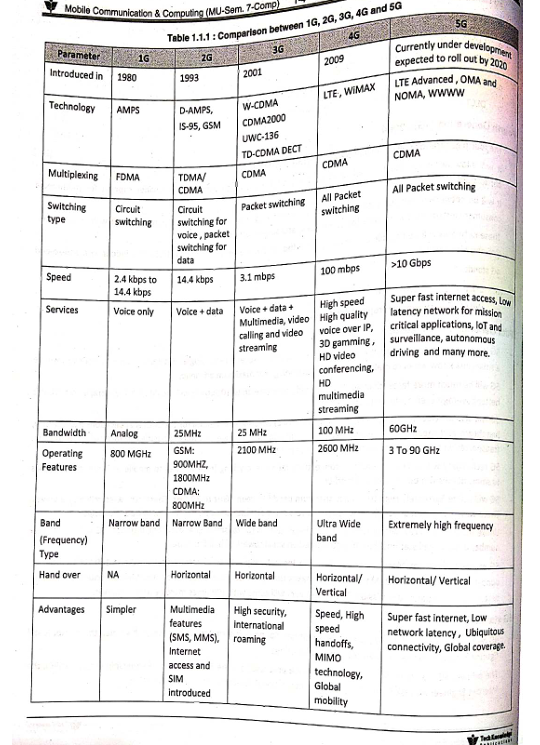 Mobile Communication & Computing (MU-Sem. 7-Comp)
Table 1.1.1 : Comparison between 1G, 2G, 3G, 4G and 5G
Parameter 1G 2G 3G 4G 5G
Introduced in 1980 1993 2001 2009 Currently under development
expected to roll out by 2020
Technology AMPS D-AMPS,
IS-95, GSM
W-CDMA
CDMA2000
UWC-136
TD-CDMA DECT
LTE, WiMAX
LTE Advanced , OMA and
NOMA, WWWW
Multiplexing FDMA TDMA/
CDMA
CDMA CDMA CDMA
Switching
type
Circuit
switching
Circuit
switching for
voice , packet
switching for
data
Packet switching
All Packet
switching
All Packet switching
Speed 2.4 kbps to
14.4 kbps
14.4 kbps 3.1 mbps 100 mbps >10 Gbps
Services Voice only Voice + data Voice + data +
Multimedia, video
calling and video
streaming
High speed
High quality
voice over IP,
3D gamming ,
HD video
conferencing,
HD
multimedia
streaming
Super fast internet access, Low
latency network for mission
critical applications, IoT and
surveillance, autonomous
driving and many more.
Bandwidth Analog 25MHz 25 MHz 100 MHz 60GHz
Operating
Features
800 MGHz GSM:
900MHZ,
1800MHz
CDMA:
800MHz
2100 MHz 2600 MHz 3 To 90 GHz
Band
(Frequency)
Type
Narrow band Narrow Band Wide band Ultra Wide
band
Extremely high frequency
Hand over NA Horizontal Horizontal Horizontal/
Vertical
Horizontal/ Vertical
Advantages Simpler Multimedia
features
(SMS, MMS),
Internet
access and
SIM
introduced
High security,
international
roaming
Speed, High
speed
handoffs,
MIMO
technology,
Global
mobility
Super fast internet, Low
network latency , Ubiquitous
connectivity, Global coverage.
Tech Knowledge
Publications